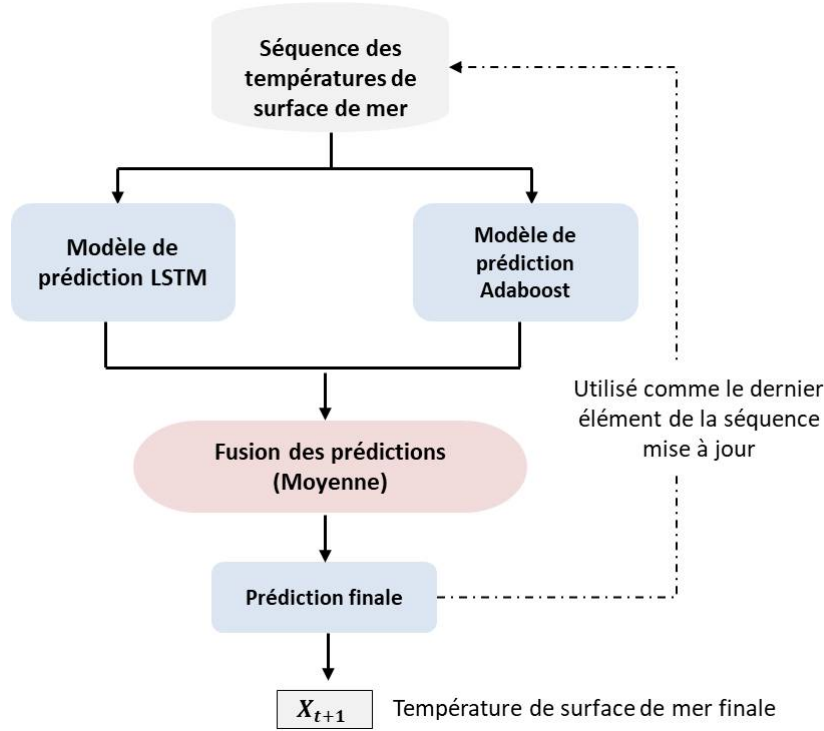 Séquence des
températures de
surface de mer
Modèle de
prédiction LSTM
Modèle de
prédiction
Adaboost
Utilisé comme le dernier
élément de la séquence
mise à jour
Fusion des prédictions
(Moyenne)
Prédiction finale
X_{t+1}
Température de surface de mer finale